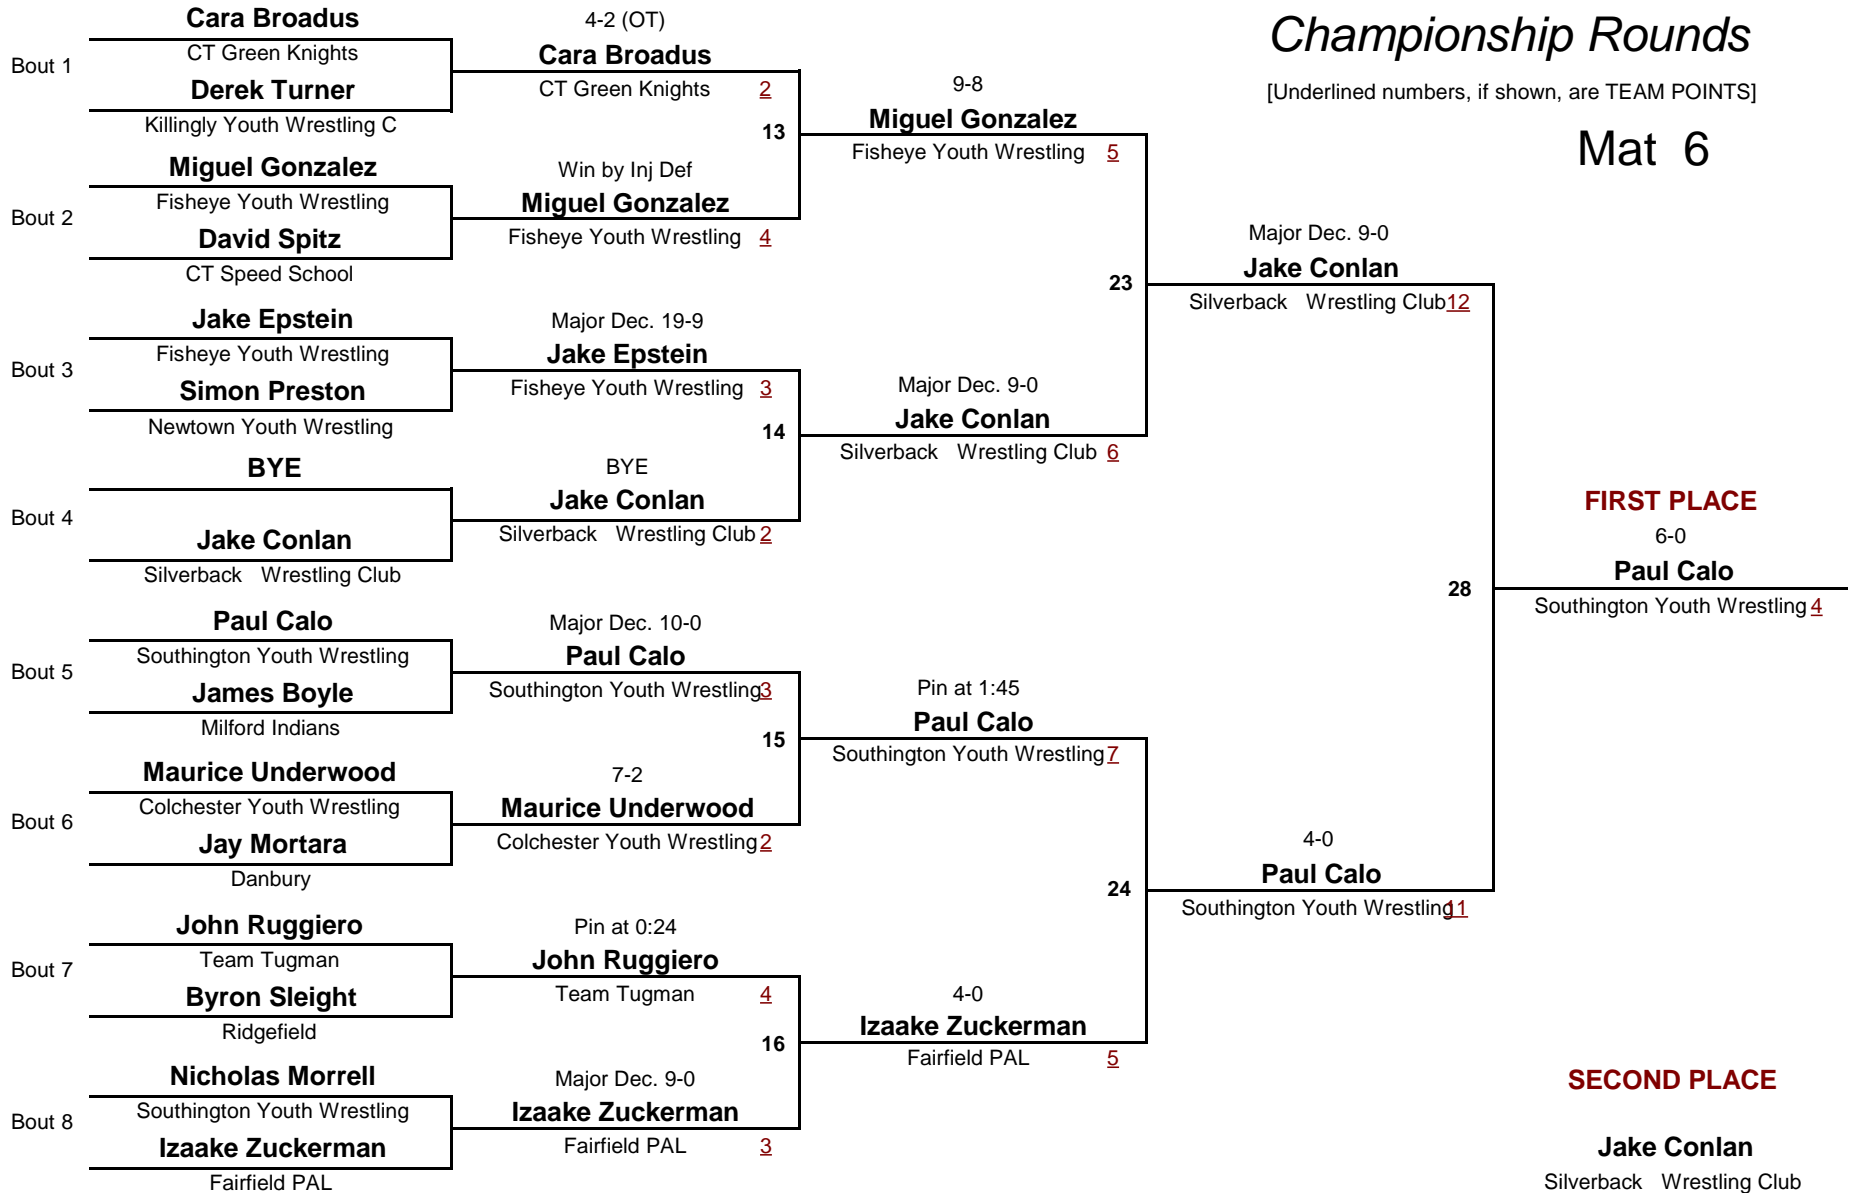 Championship Rounds
[Underlined numbers, if shown, are TEAM POINTS]
Mat 6
Bout 1
Cara Broadus
CT Green Knights
Derek Turner
Killingly Youth Wrestling C
Bout 2
Miguel Gonzalez
Fisheye Youth Wrestling
David Spitz
CT Speed School
Bout 3
Jake Epstein
Fisheye Youth Wrestling
Simon Preston
Newtown Youth Wrestling
Bout 4
BYE
Jake Conlan
Silverback Wrestling Club
Bout 5
Paul Calo
Southington Youth Wrestling
James Boyle
Milford Indians
Bout 6
Maurice Underwood
Colchester Youth Wrestling
Jay Mortara
Danbury
Bout 7
John Ruggiero
Team Tugman
Byron Sleight
Ridgefield
Bout 8
Nicholas Morrell
Southington Youth Wrestling
Izaake Zuckerman
Fairfield PAL
4-2 (OT)
Cara Broadus
CT Green Knights 2
13
Win by Inj Def
Miguel Gonzalez
Fisheye Youth Wrestling 4
Major Dec. 19-9
Jake Epstein
Fisheye Youth Wrestling 3
14
BYE
Jake Conlan
Silverback Wrestling Club 2
Major Dec. 10-0
Paul Calo
Southington Youth Wrestling 3
15
7-2
Maurice Underwood
Colchester Youth Wrestling 2
Pin at 0:24
John Ruggiero
Team Tugman 4
16
Major Dec. 9-0
Izaake Zuckerman
Fairfield PAL 3
9-8
Miguel Gonzalez
Fisheye Youth Wrestling 5
23
Major Dec. 9-0
Jake Conlan
Silverback Wrestling Club 6
Pin at 1:45
Paul Calo
Southington Youth Wrestling 7
24
4-0
Izaake Zuckerman
Fairfield PAL 5
Major Dec. 9-0
Jake Conlan
Silverback Wrestling Club 12
28
4-0
Paul Calo
Southington Youth Wrestling 11
FIRST PLACE
6-0
Paul Calo
Southington Youth Wrestling 4
SECOND PLACE
Jake Conlan
Silverback Wrestling Club